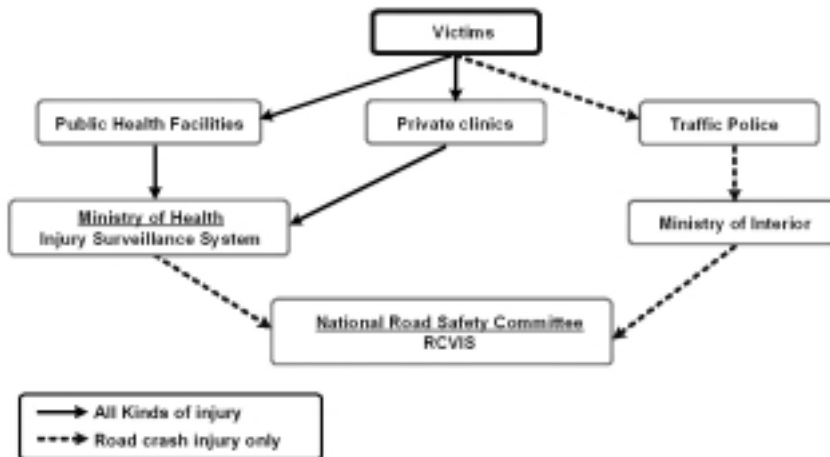 Victims
Public Health Facilities
Private clinics
Traffic Police
Ministry of Health
Injury Surveillance System
Ministry of Interior
National Road Safety Committee
RCVIS
All Kinds of injury
Road crash injury only